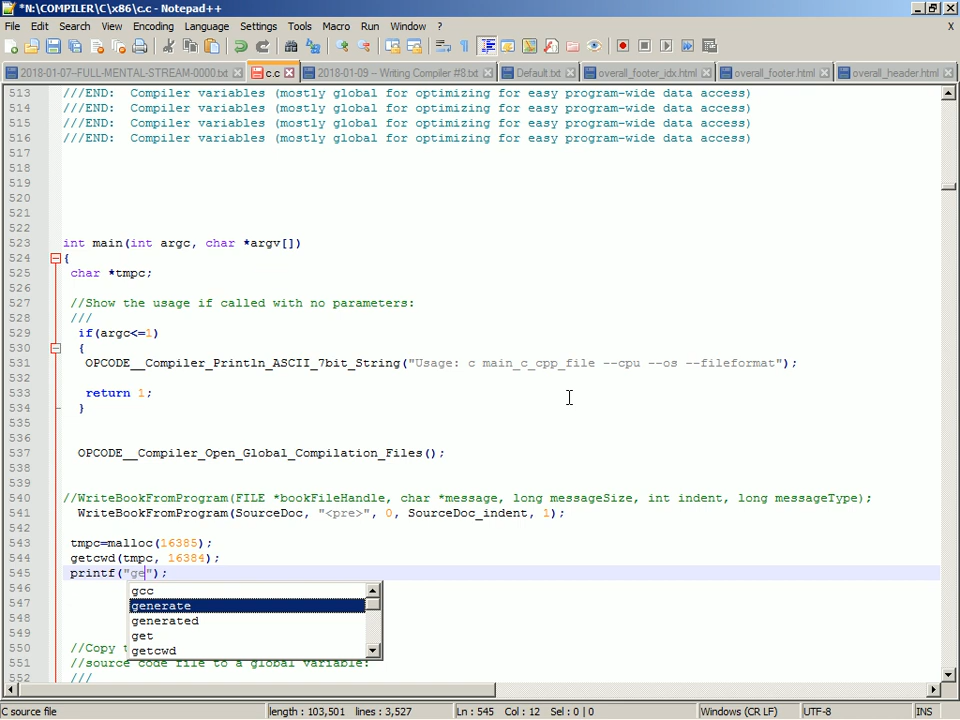 *N:\COMPILER\C\x86\c.c - Notepad++
File Edit Search View Encoding Language Settings Tools Macro Run Window ? X
2018-01-07–FULL-MENTAL-STREAM-0000.txt c.c 2018-01-09 -- Writing Compiler #8.txt Default.txt overall_footer_idx.html overall_footer.html overall_header.html
513 ///END: Compiler variables (mostly global for optimizing for easy program-wide data access)
514 ///END: Compiler variables (mostly global for optimizing for easy program-wide data access)
515 ///END: Compiler variables (mostly global for optimizing for easy program-wide data access)
516 ///END: Compiler variables (mostly global for optimizing for easy program-wide data access)
517
518
519
520
521
522
523 int main(int argc, char *argv[])
524 {
525 char *tmpc;
526
527 //Show the usage if called with no parameters:
528 ///
529 if(argc<=1)
530 {
531 OPCODE__Compiler_Println_ASCII_7bit_String("Usage: c main_c_cpp_file --cpu --os --fileformat");
532
533 return 1;
534 }
535
536
537 OPCODE__Compiler_Open_Global_Compilation_Files();
538
539
540 //WriteBookFromProgram(FILE *bookFileHandle, char *message, long messageSize, int indent, long messageType);
541 WriteBookFromProgram(SourceDoc, "<pre>", 0, SourceDoc_indent, 1);
542
543 tmpc=malloc(16385);
544 getcwd(tmpc, 16384);
545 printf("ge");
546 gcc
547 generate
548 generated
549 get
550 //Copy t getcwd
551 //source code file to a global variable:
552 ///
C source file length : 103,501 lines : 3,527 Ln : 545 Col : 12 Sel : 0 | 0 Windows (CR LF) UTF-8 INS